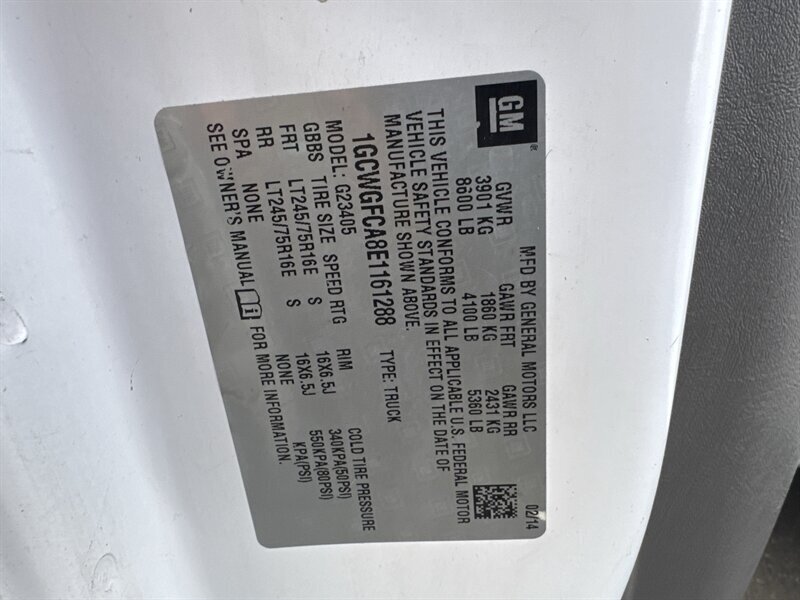 GM ®
MFD BY GENERAL MOTORS LLC 02/14
GVWR GAWR FRT GAWR RR
3901 KG 1860 KG 2431 KG
8600 LB 4100 LB 5360 LB
THIS VEHICLE CONFORMS TO ALL APPLICABLE U.S. FEDERAL MOTOR
VEHICLE SAFETY STANDARDS IN EFFECT ON THE DATE OF
MANUFACTURE SHOWN ABOVE.
1GCWGFCA8E1161288 TYPE: TRUCK
MODEL: G23405
GBBS TIRE SIZE SPEED RTG RIM COLD TIRE PRESSURE
FRT LT245/75R16E S 16X6.5J 340KPA(50PSI)
RR LT245/75R16E S 16X6.5J 550KPA(80PSI)
SPA NONE NONE KPA(PSI)
SEE OWNER'S MANUAL FOR MORE INFORMATION.